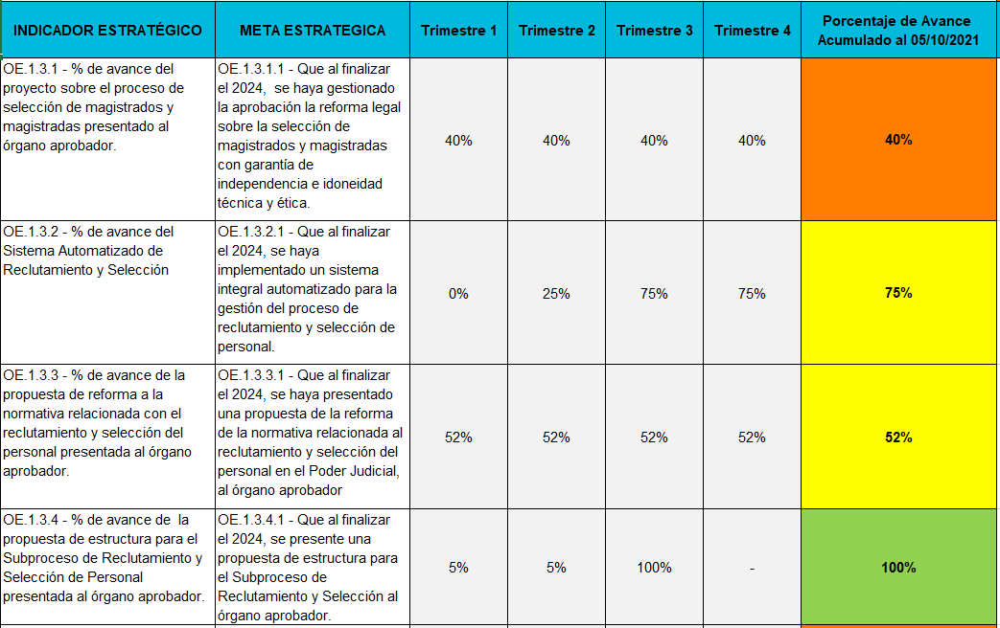 INDICADOR ESTRATÉGICO
META ESTRATEGICA
Trimestre 1
Trimestre 2
Trimestre 3
Trimestre 4
Porcentaje de Avance
Acumulado al 05/10/2021
OE.1.3.1 - % de avance del
proyecto sobre el proceso de
selección de magistrados y
magistradas presentado al
órgano aprobador.
OE.1.3.1.1 - Que al finalizar
el 2024,  se haya gestionado
la aprobación la reforma legal
sobre la selección de
magistrados y magistradas
con garantía de
independencia e idoneidad
técnica y ética.
40%
40%
40%
40%
40%
OE.1.3.2 - % de avance del
Sistema Automatizado de
Reclutamiento y Selección
OE.1.3.2.1 - Que al finalizar
el 2024, se haya
implementado un sistema
integral automatizado para la
gestión del proceso de
reclutamiento y selección de
personal.
0%
25%
75%
75%
75%
OE.1.3.3 - % de avance de la
propuesta de reforma a la
normativa relacionada con el
reclutamiento y selección del
personal presentada al órgano
aprobador.
OE.1.3.3.1 - Que al finalizar
el 2024, se haya presentado
una propuesta de la reforma
de la normativa relacionada al
reclutamiento y selección del
personal en el Poder Judicial,
al órgano aprobador
52%
52%
52%
52%
52%
OE.1.3.4 - % de avance de  la
propuesta de estructura para el
Subproceso de Reclutamiento y
Selección de Personal
presentada al órgano aprobador.
OE.1.3.4.1 - Que al finalizar
el 2024, se presente una
propuesta de estructura para
el Subproceso de
Reclutamiento y Selección al
órgano aprobador.
5%
5%
100%
-
100%